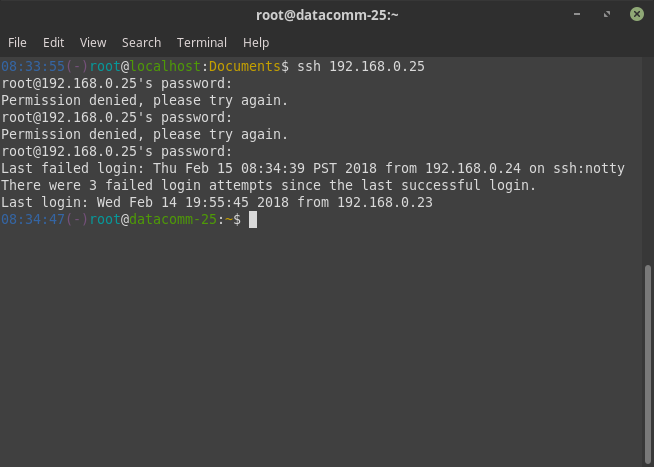 root@datacomm-25:~
File Edit View Search Terminal Help
08:33:55(-)root@localhost:Documents$ ssh 192.168.0.25
root@192.168.0.25's password:
Permission denied, please try again.
root@192.168.0.25's password:
Permission denied, please try again.
root@192.168.0.25's password:
Last failed login: Thu Feb 15 08:34:39 PST 2018 from 192.168.0.24 on ssh:notty
There were 3 failed login attempts since the last successful login.
Last login: Wed Feb 14 19:55:45 2018 from 192.168.0.23
08:34:47(-)root@datacomm-25:~$